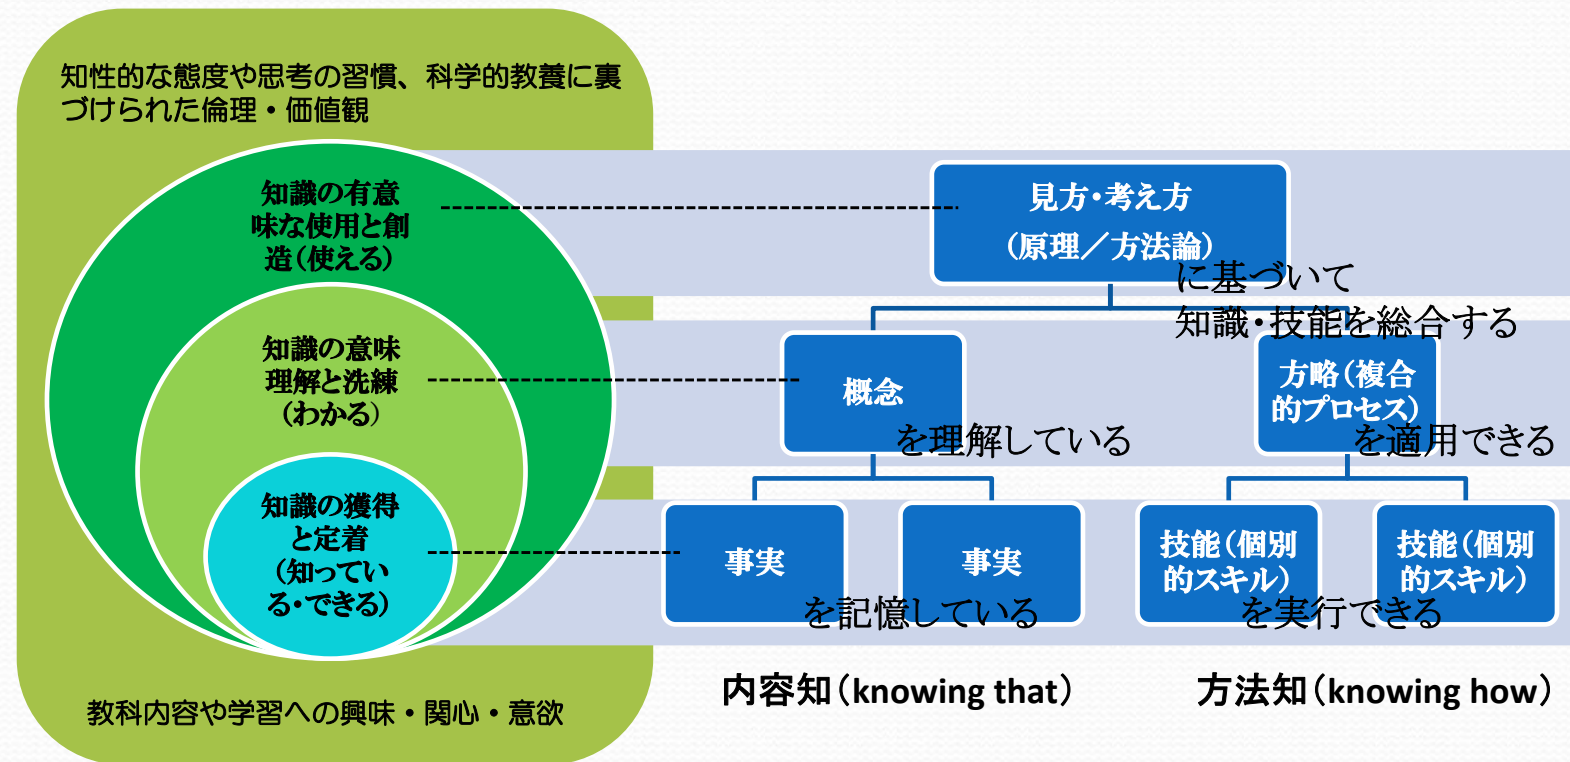 知性的な態度や思考の習慣、科学的教養に裏
づけられた倫理・価値観
知識の有意
味な使用と創
造(使える)
知識の意味
理解と洗練
(わかる)
知識の獲得
と定着
(知ってい
る・できる)
教科内容や学習への興味・関心・意欲
見方・考え方
(原理／方法論)
に基づいて
知識・技能を総合する
概念
を理解している
方略(複合
的プロセス)
を適用できる
事実
事実
を記憶している
技能(個別
的スキル)
技能(個別
的スキル)
を実行できる
内容知(knowing that)
方法知(knowing how)